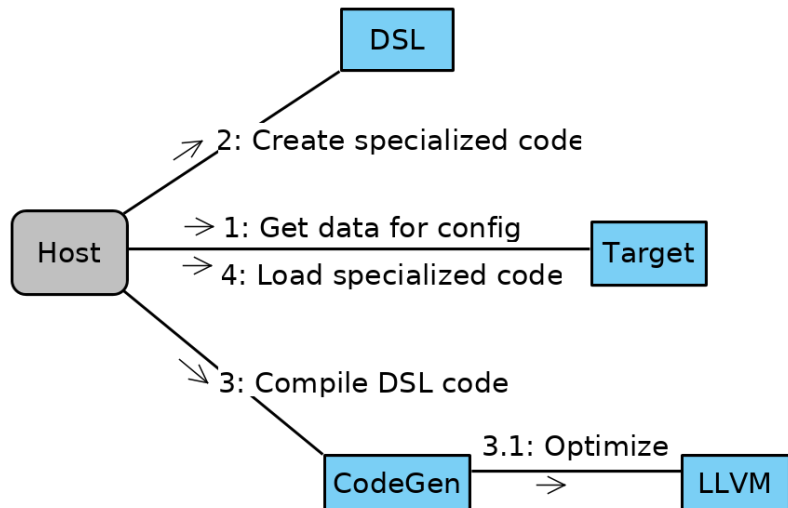 DSL
2: Create specialized code
1: Get data for config
Host
Target
4: Load specialized code
3: Compile DSL code
3.1: Optimize
CodeGen
LLVM